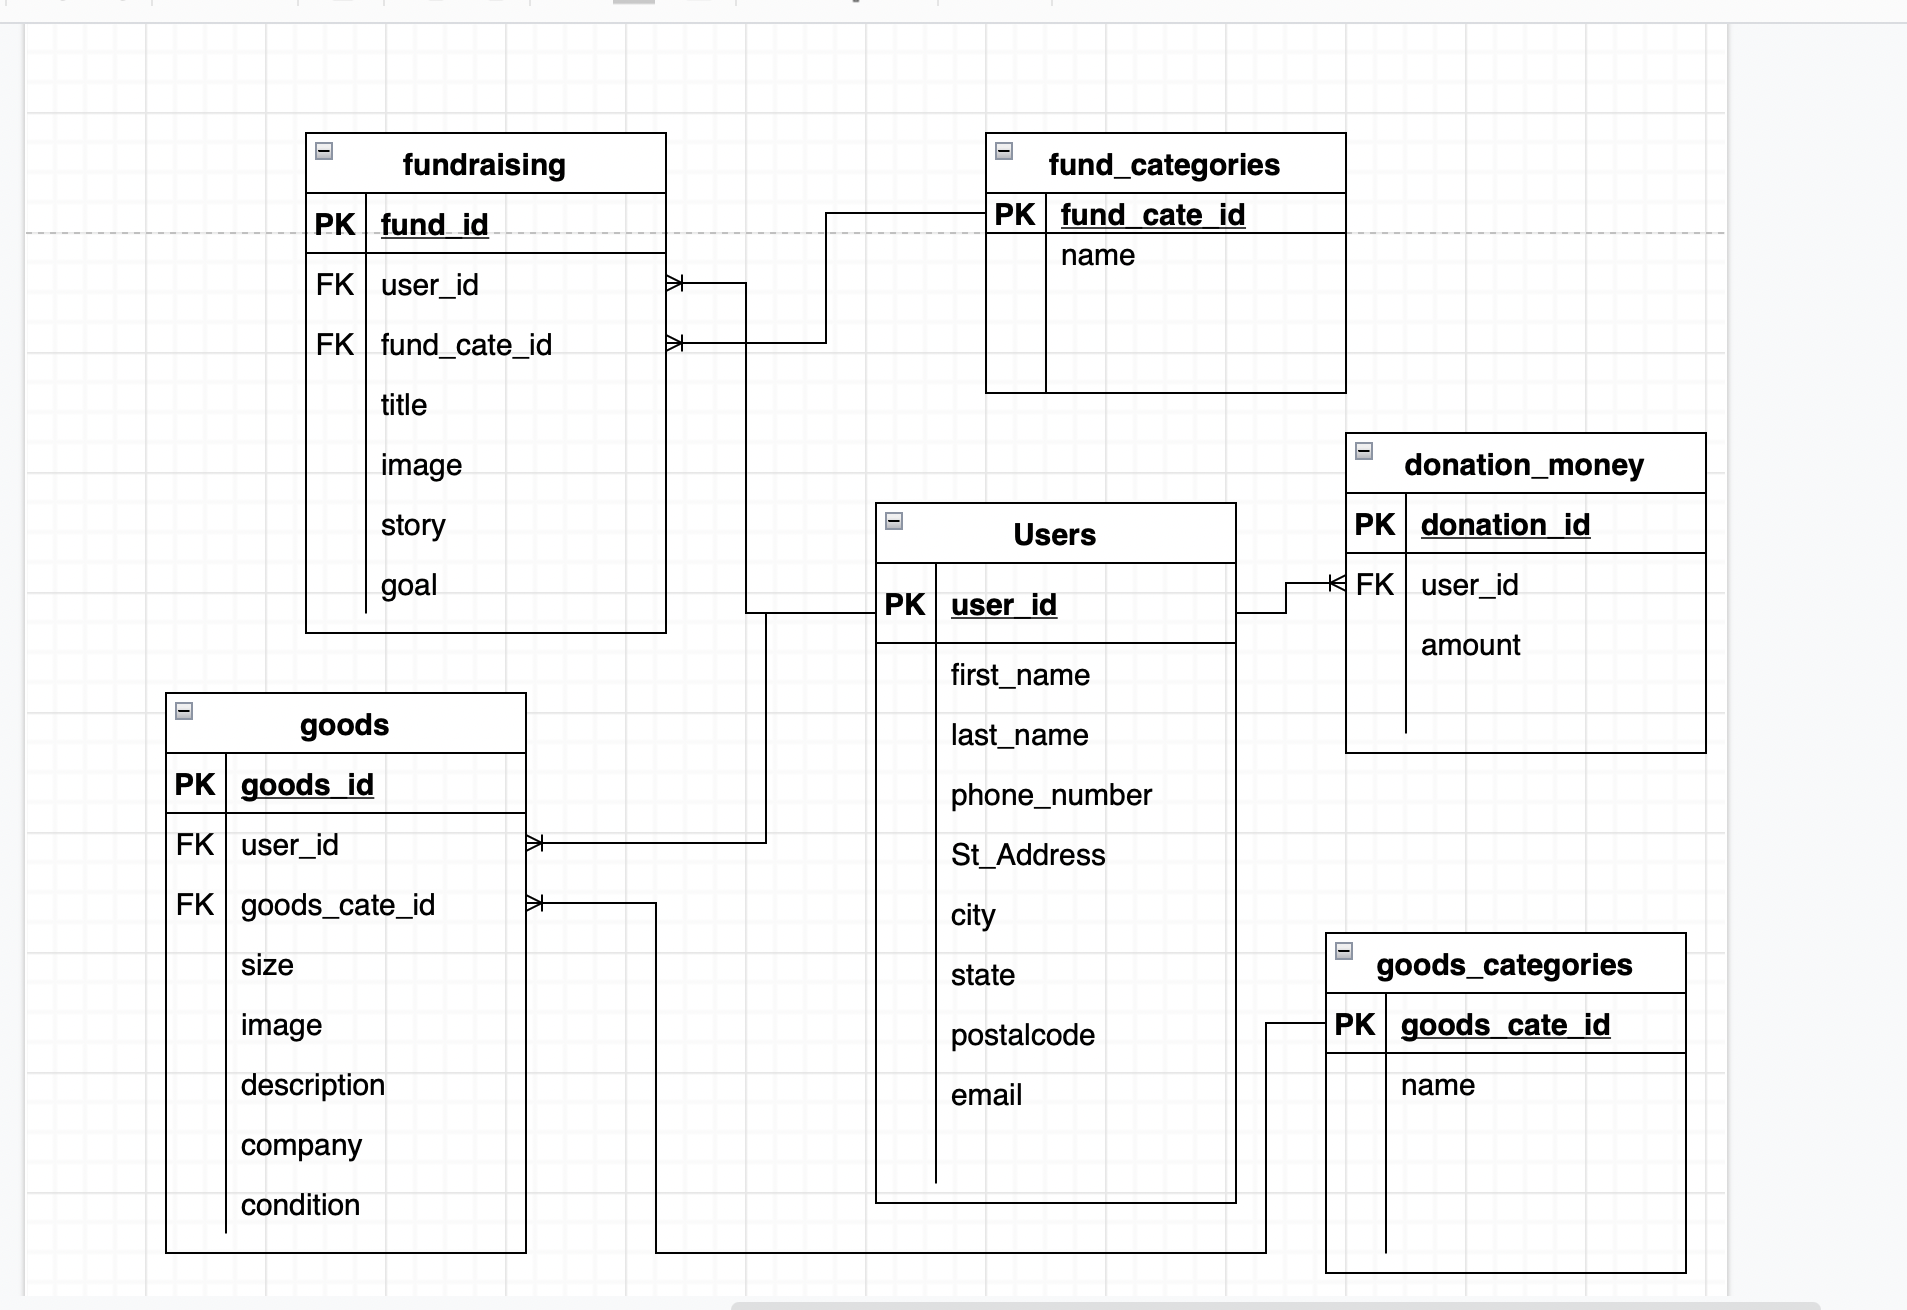 fundraising
PK fund_id
FK user_id
FK fund_cate_id
title
image
story
goal
fund_categories
PK fund_cate_id
name
donation_money
PK donation_id
FK user_id
amount
Users
PK user_id
first_name
last_name
phone_number
St_Address
city
state
postalcode
email
goods
PK goods_id
FK user_id
FK goods_cate_id
size
image
description
company
condition
goods_categories
PK goods_cate_id
name